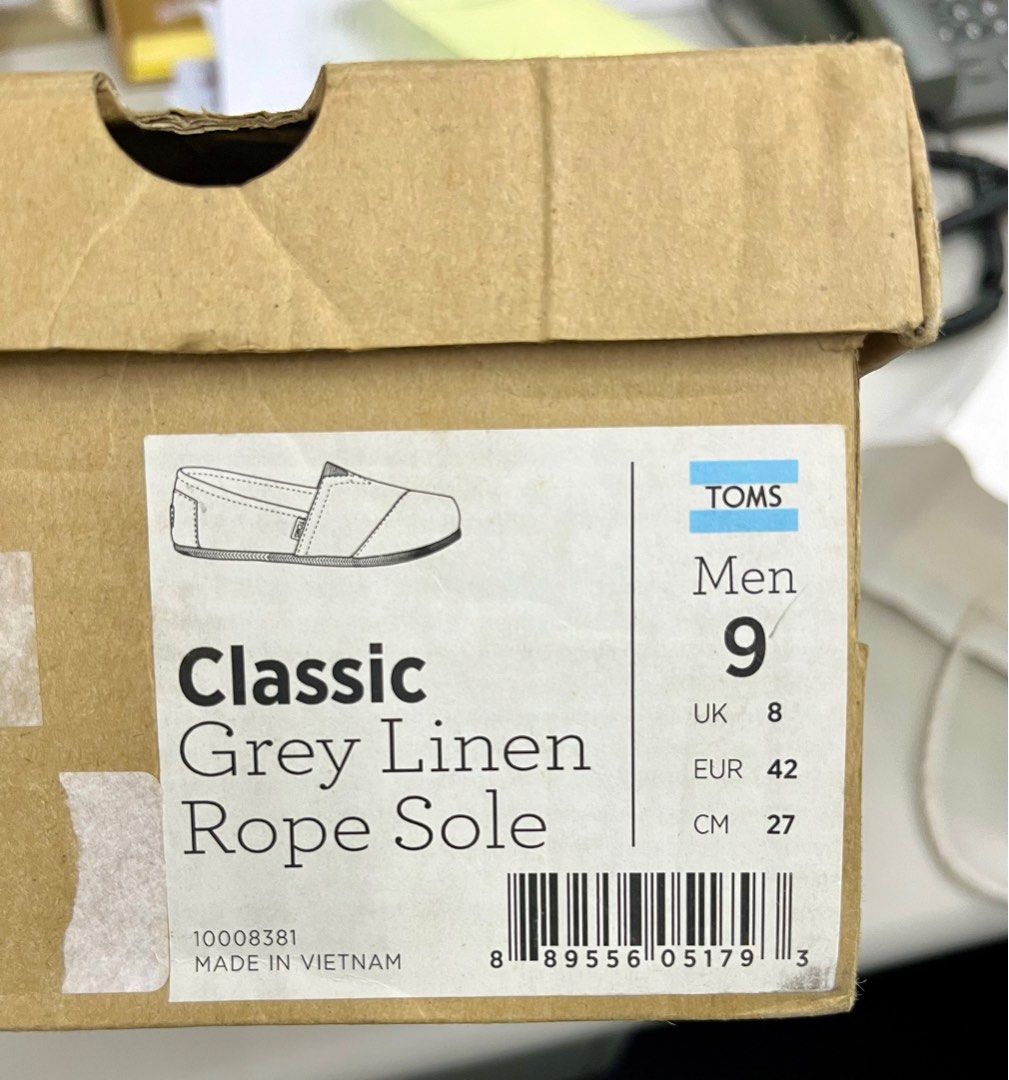 Classic
Grey Linen
Rope Sole
10008381
MADE IN VIETNAM
TOMS
Men
9
UK 8
EUR 42
CM 27
8 89556 05179 3